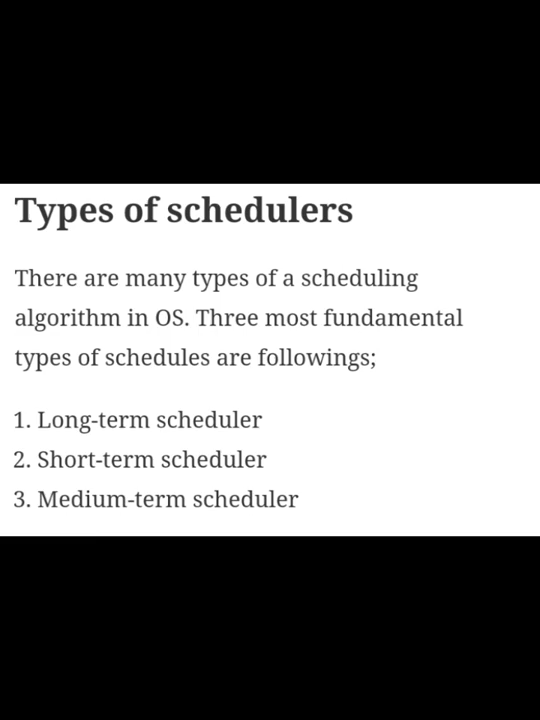 Types of schedulers
There are many types of a scheduling
algorithm in OS. Three most fundamental
types of schedules are followings;
1. Long-term scheduler
2. Short-term scheduler
3. Medium-term scheduler